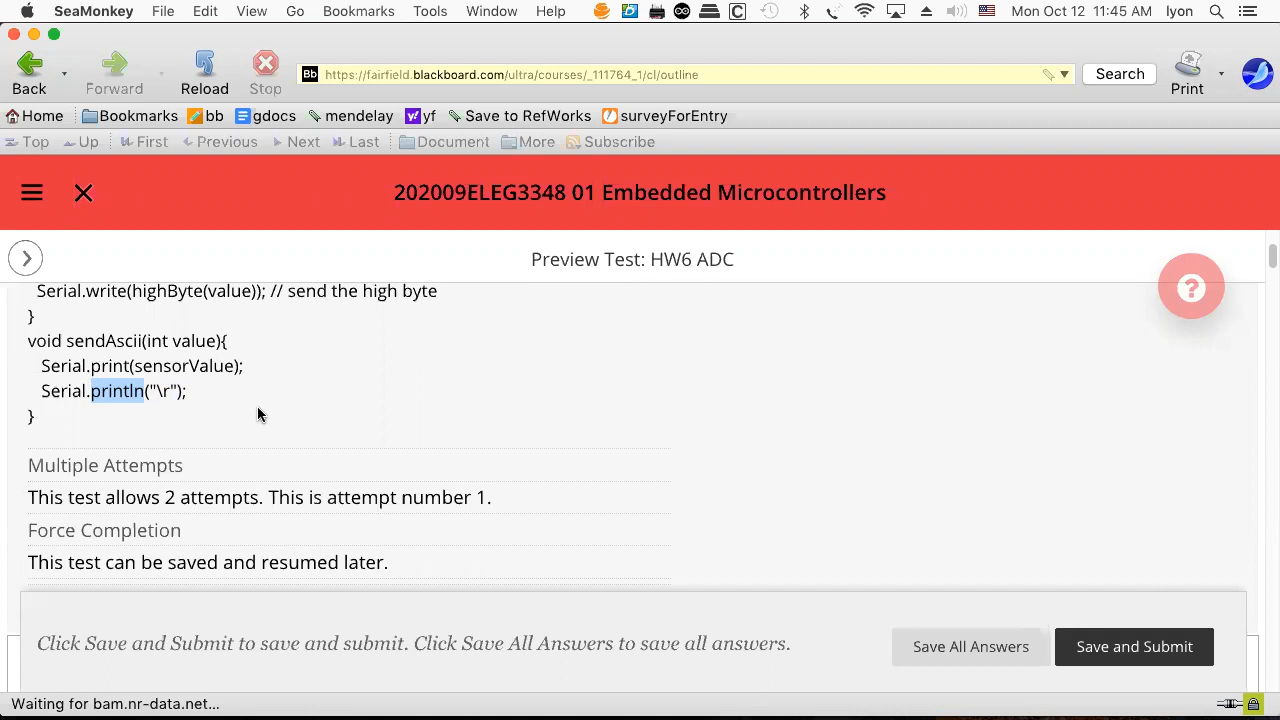 SeaMonkey File Edit View Go Bookmarks Tools Window Help Mon Oct 12 11:45 AM lyon
Back Forward Reload Stop Bb https://fairfield.blackboard.com/ultra/courses/_111764_1/cl/outline Search Print
Home Bookmarks bb gdocs mendelay yf Save to RefWorks surveyForEntry
Top Up First Previous Next Last Document More Subscribe
202009ELEG3348 01 Embedded Microcontrollers
Preview Test: HW6 ADC
Serial.write(highByte(value)); // send the high byte
}
void sendAscii(int value){
Serial.print(sensorValue);
Serial.println("\r");
}
Multiple Attempts
This test allows 2 attempts. This is attempt number 1.
Force Completion
This test can be saved and resumed later.
Click Save and Submit to save and submit. Click Save All Answers to save all answers. Save All Answers Save and Submit
Waiting for bam.nr-data.net...